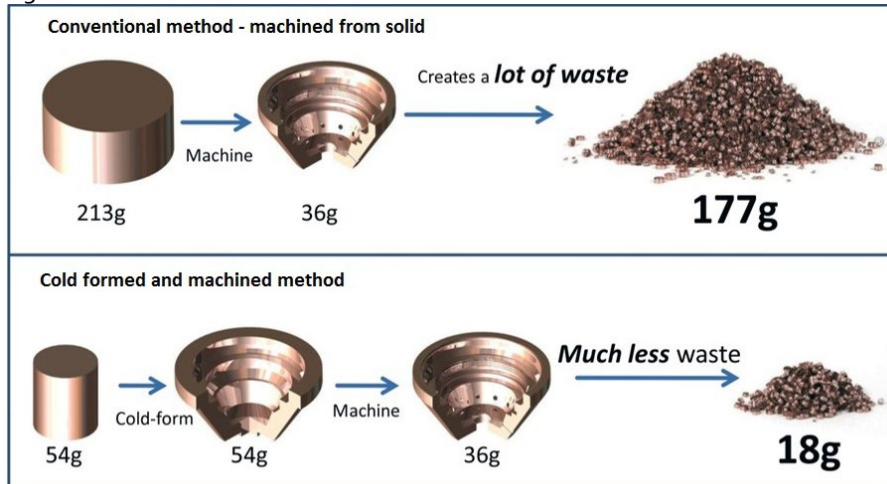 Conventional method - machined from solid
Creates a lot of waste
Machine
213g
36g
177g
Cold formed and machined method
Much less waste
Cold-form
Machine
54g
54g
36g
18g